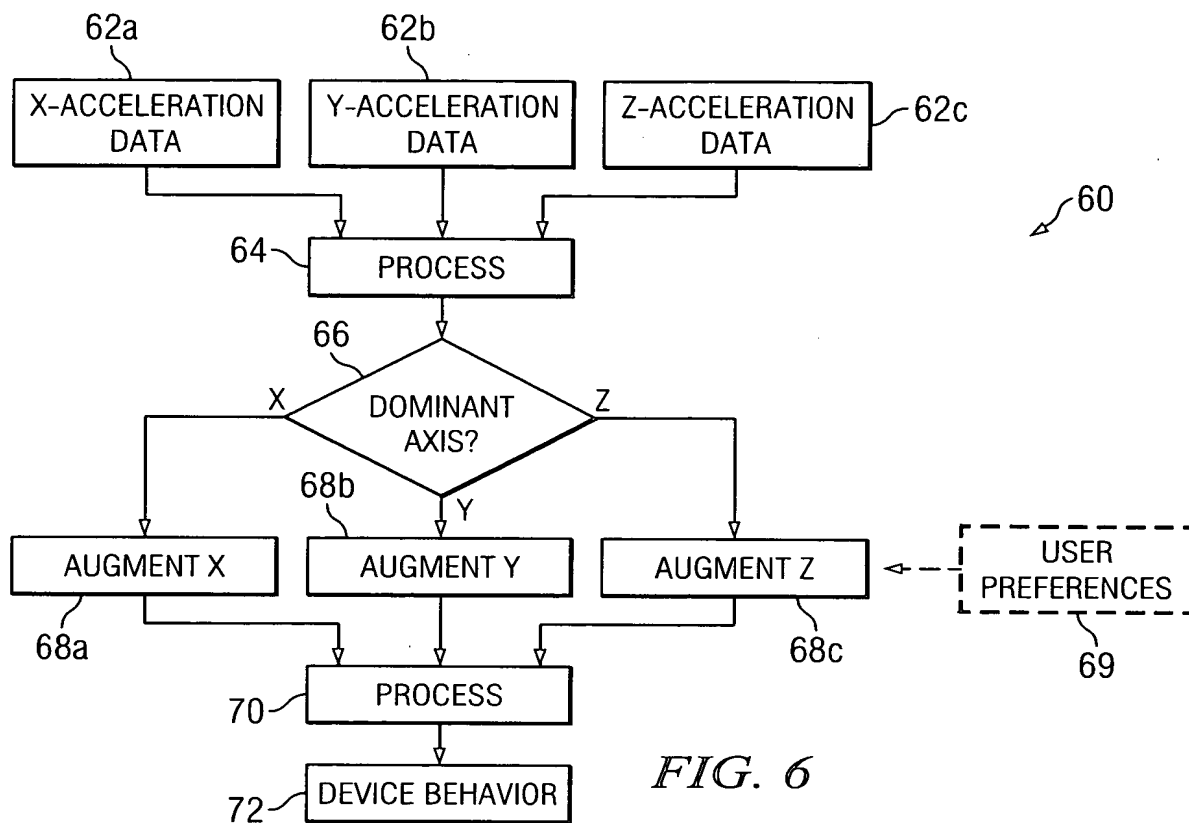 62a
62b
X-ACCELERATION
DATA
Y-ACCELERATION
DATA
Z-ACCELERATION
DATA
62c
60
64
PROCESS
66
X
DOMINANT
AXIS?
Z
Y
68b
AUGMENT X
AUGMENT Y
AUGMENT Z
USER
PREFERENCES
68a
68c
69
70
PROCESS
72
DEVICE BEHAVIOR
FIG. 6